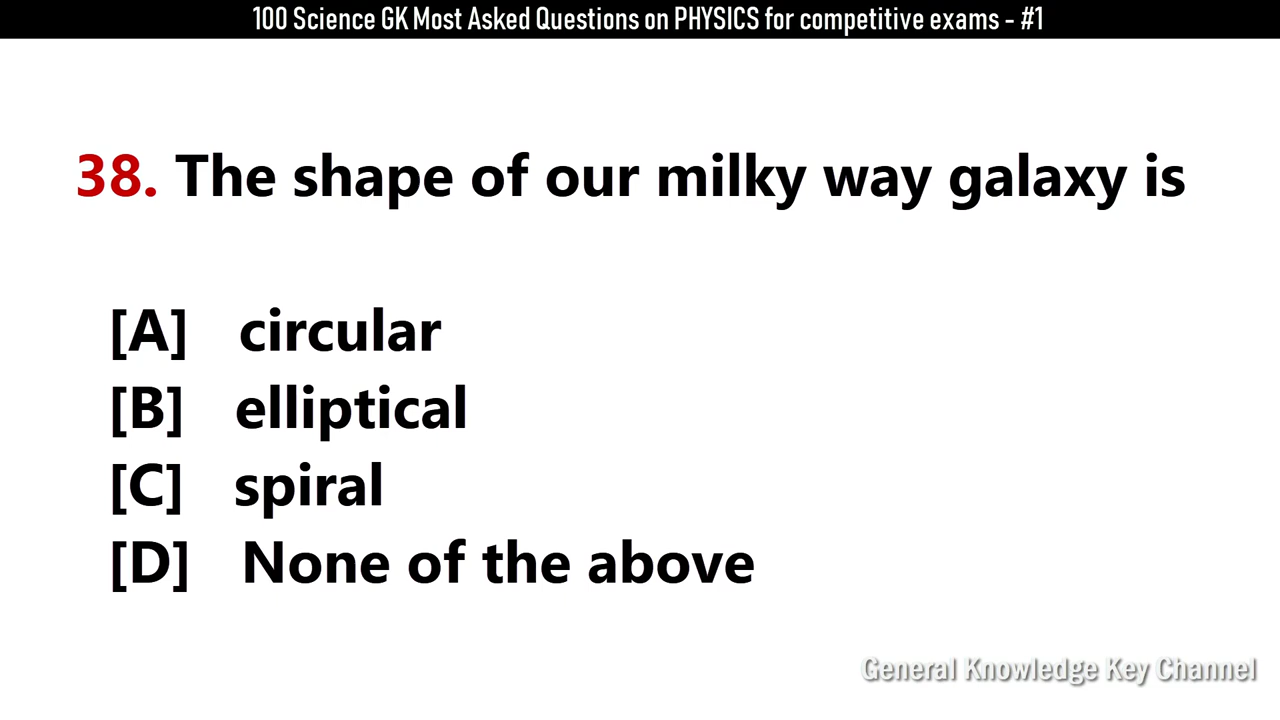 100 Science GK Most Asked Questions on PHYSICS for competitive exams - #1
38. The shape of our milky way galaxy is
[A] circular
[B] elliptical
[C] spiral
[D] None of the above
General Knowledge Key Channel